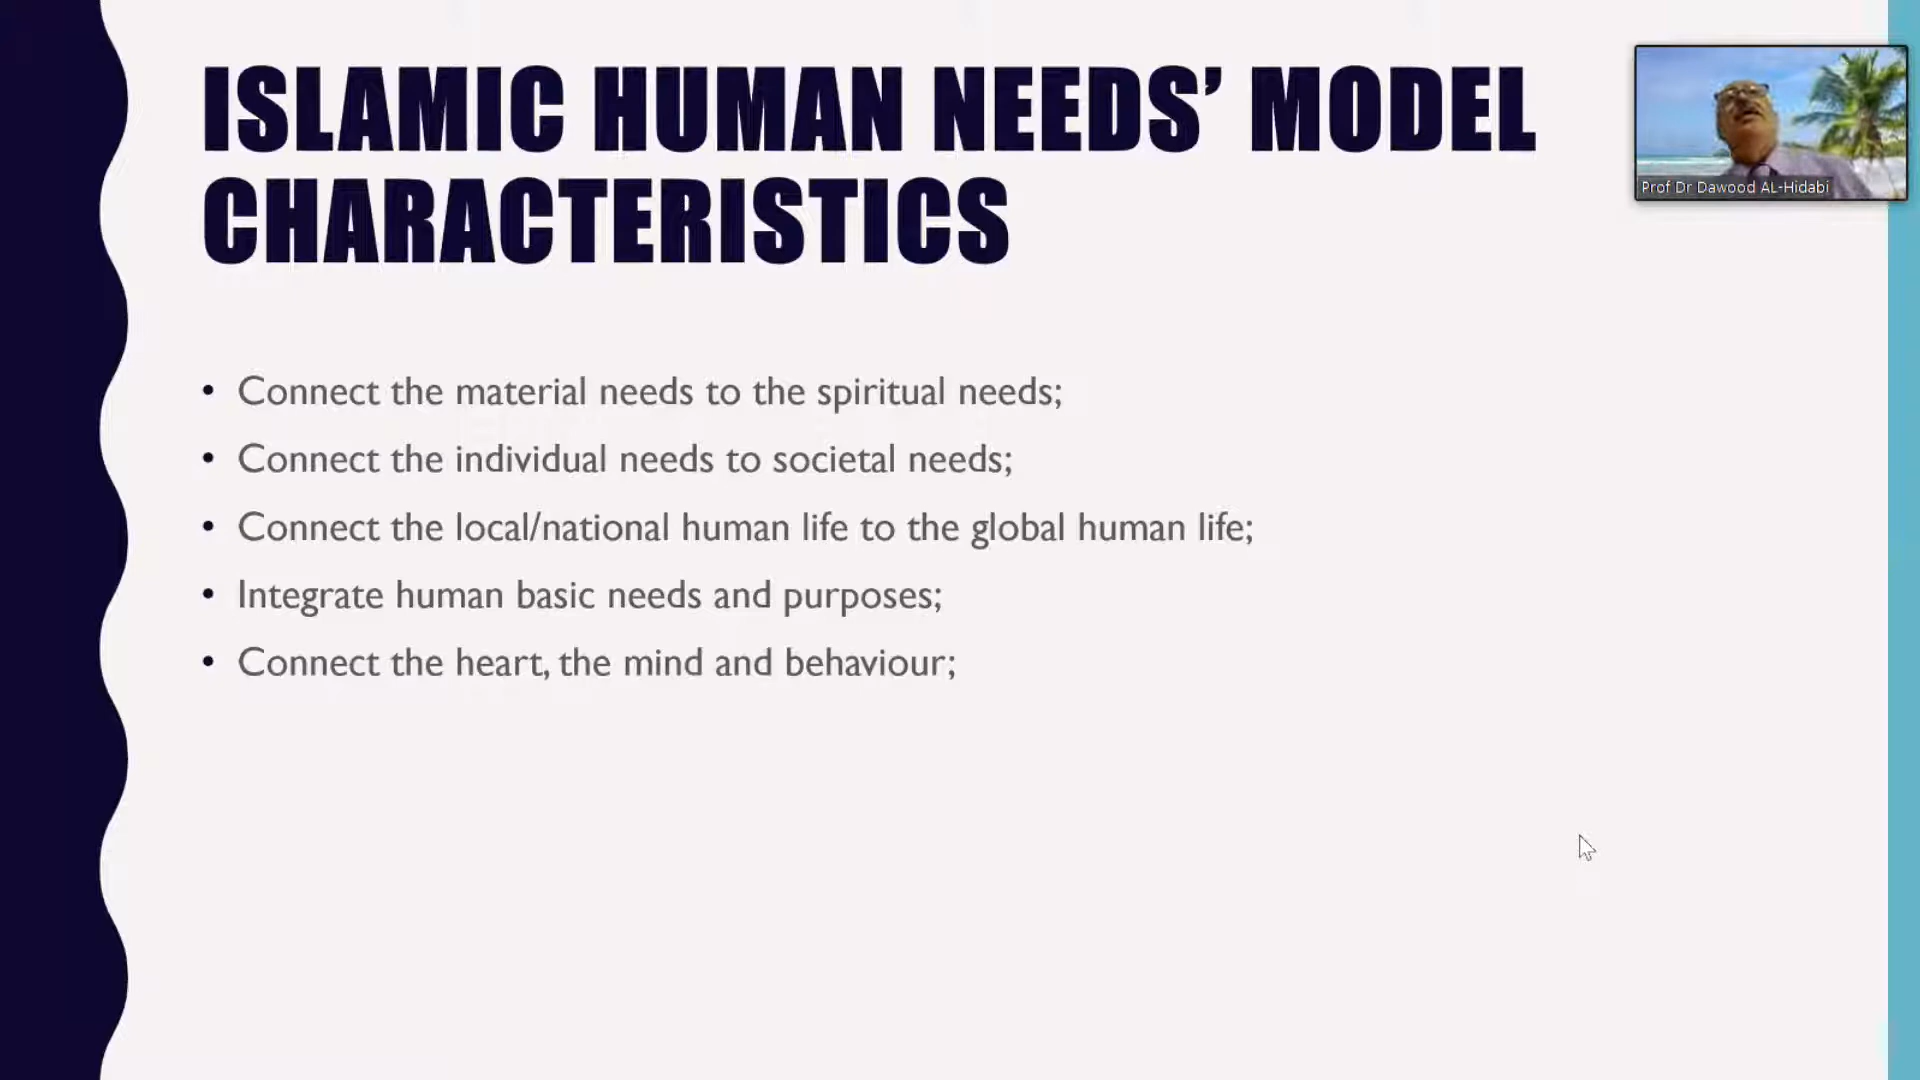 ISLAMIC HUMAN NEEDS’ MODEL
CHARACTERISTICS
Prof Dr Dawood AL-Hidabi
• Connect the material needs to the spiritual needs;
• Connect the individual needs to societal needs;
• Connect the local/national human life to the global human life;
• Integrate human basic needs and purposes;
• Connect the heart, the mind and behaviour;